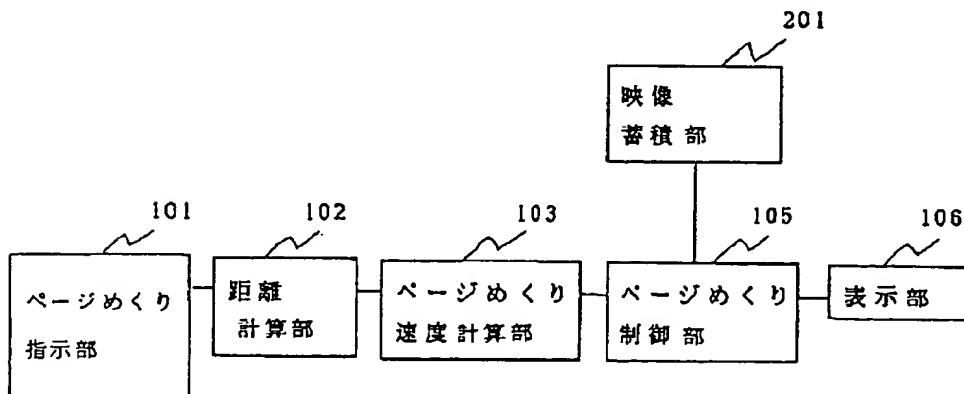 201
映像
蓄積部
101
102
103
105
106
ページめくり
指示部
距離
計算部
ページめくり
速度計算部
ページめくり
制御部
表示部